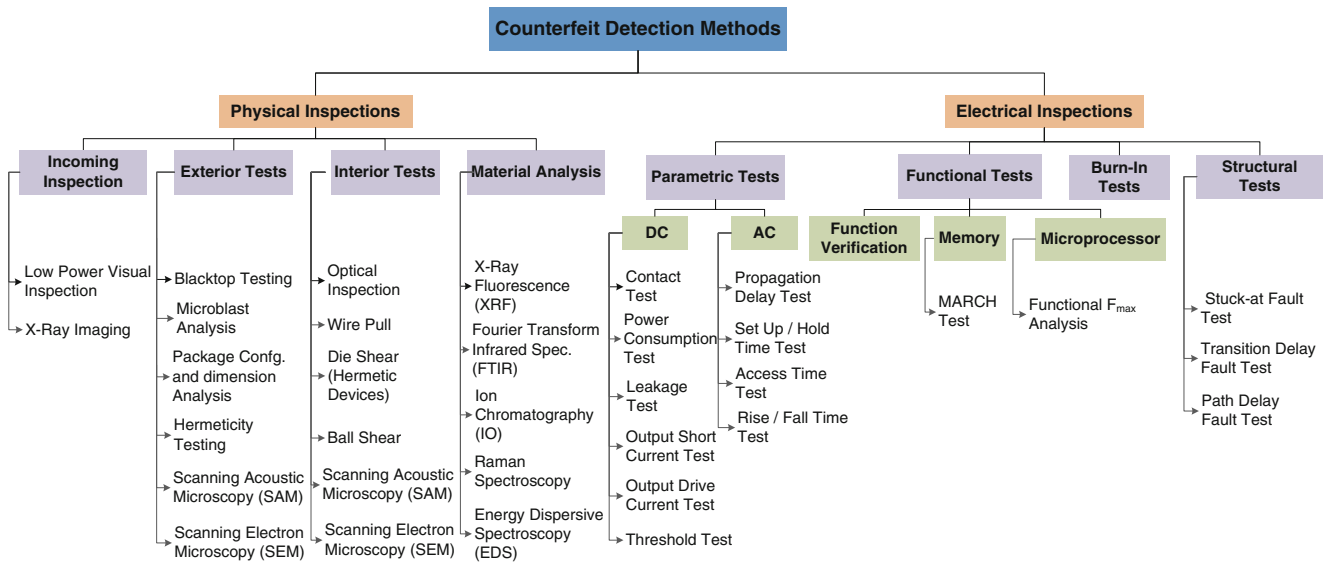 Counterfeit Detection Methods
Physical Inspections
Electrical Inspections
Incoming
Inspection
Exterior Tests
Interior Tests
Material Analysis
Parametric Tests
Functional Tests
Burn-In
Tests
Structural
Tests
DC
AC
Function
Verification
Memory
Microprocessor
Low Power Visual
Inspection
X-Ray Imaging
Blacktop Testing
Microblast
Analysis
Package Confg.
and dimension
Analysis
Hermeticity
Testing
Scanning Acoustic
Microscopy (SAM)
Scanning Electron
Microscopy (SEM)
Optical
Inspection
Wire Pull
Die Shear
(Hermetic
Devices)
Ball Shear
Scanning Acoustic
Microscopy (SAM)
Scanning Electron
Microscopy (SEM)
X-Ray
Fluorescence
(XRF)
Fourier Transform
Infrared Spec.
(FTIR)
Ion
Chromatography
(IO)
Raman
Spectroscopy
Energy Dispersive
Spectroscopy
(EDS)
Contact
Test
Power
Consumption
Test
Leakage
Test
Output Short
Current Test
Output Drive
Current Test
Threshold Test
Propagation
Delay Test
Set Up / Hold
Time Test
Access Time
Test
Rise / Fall Time
Test
MARCH
Test
Functional Fmax
Analysis
Stuck-at Fault
Test
Transition Delay
Fault Test
Path Delay
Fault Test